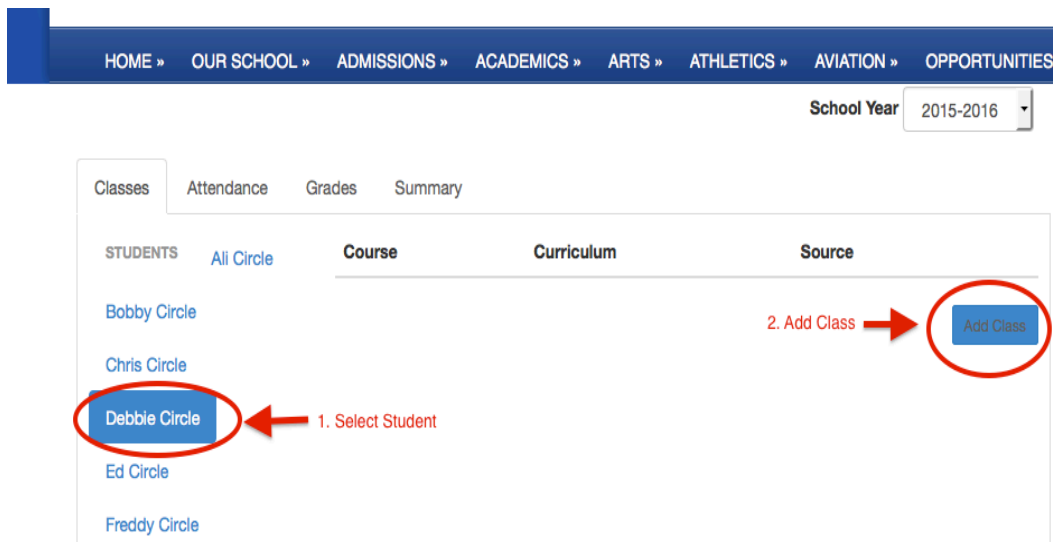 HOME » OUR SCHOOL » ADMISSIONS » ACADEMICS » ARTS » ATHLETICS » AVIATION » OPPORTUNITIES
School Year 2015-2016
Classes Attendance Grades Summary
STUDENTS Ali Circle Course Curriculum Source
Bobby Circle
2. Add Class Add Class
Chris Circle
Debbie Circle 1. Select Student
Ed Circle
Freddy Circle